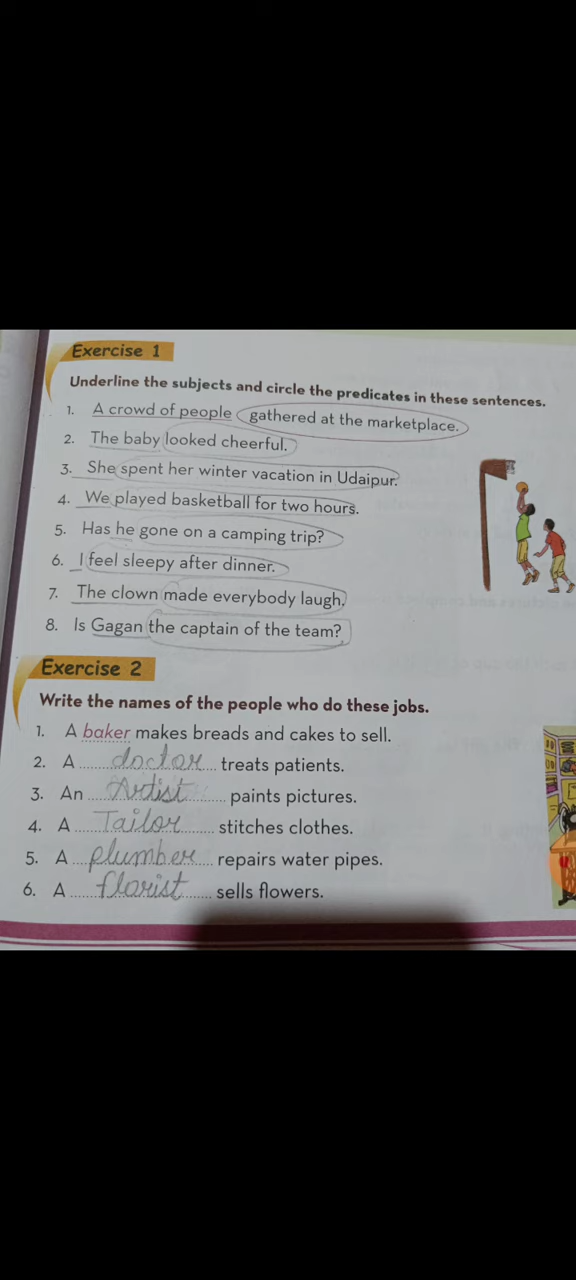 Exercise 1
Underline the subjects and circle the predicates in these sentences.
1. A crowd of people gathered at the marketplace.
2. The baby looked cheerful.
3. She spent her winter vacation in Udaipur.
4. We played basketball for two hours.
5. Has he gone on a camping trip?
6. I feel sleepy after dinner.
7. The clown made everybody laugh.
8. Is Gagan the captain of the team?
Exercise 2
Write the names of the people who do these jobs.
1. A baker makes breads and cakes to sell.
2. A doctor treats patients.
3. An Artist paints pictures.
4. A Tailor stitches clothes.
5. A plumber repairs water pipes.
6. A florist sells flowers.